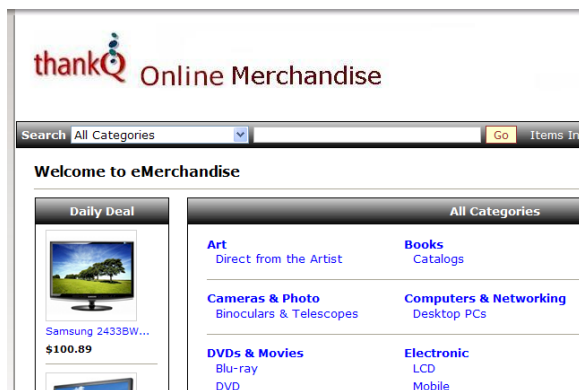 thankQ Online Merchandise
Search All Categories Go Items In
Welcome to eMerchandise
Daily Deal
Samsung 2433BW...
$100.89
All Categories
Art
Direct from the Artist
Books
Catalogs
Cameras & Photo
Binoculars & Telescopes
Computers & Networking
Desktop PCs
DVDs & Movies
Blu-ray
DVD
Electronic
LCD
Mobile